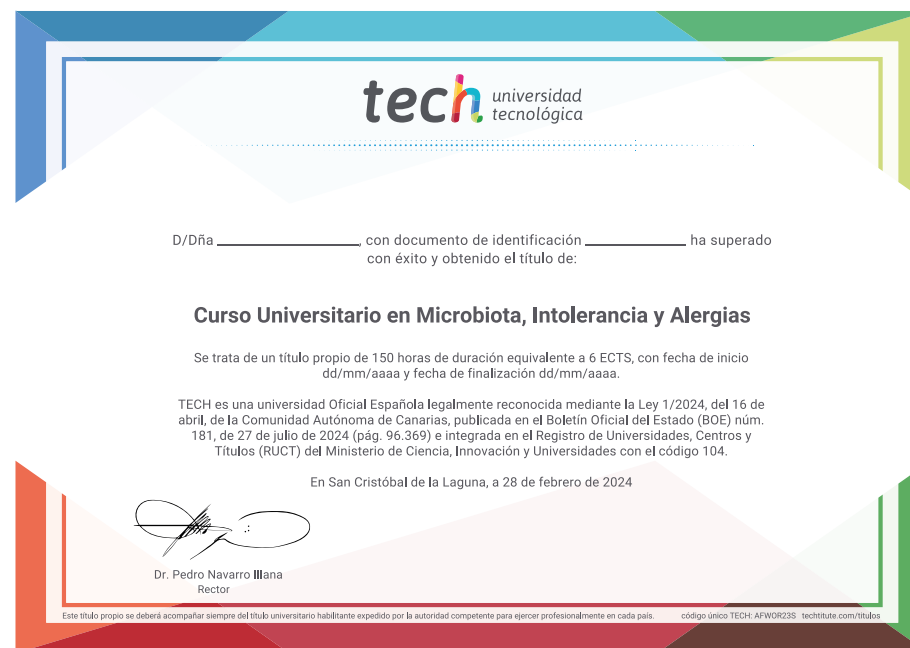 tech universidad
tecnológica
D/Dña ________________, con documento de identificación ____________ ha superado
con éxito y obtenido el título de:
Curso Universitario en Microbiota, Intolerancia y Alergias
Se trata de un título propio de 150 horas de duración equivalente a 6 ECTS, con fecha de inicio
dd/mm/aaaa y fecha de finalización dd/mm/aaaa.
TECH es una universidad Oficial Española legalmente reconocida mediante la Ley 1/2024, del 16 de
abril, de la Comunidad Autónoma de Canarias, publicada en el Boletín Oficial del Estado (BOE) núm.
181, de 27 de julio de 2024 (pág. 96.369) e integrada en el Registro de Universidades, Centros y
Títulos (RUCT) del Ministerio de Ciencia, Innovación y Universidades con el código 104.
En San Cristóbal de la Laguna, a 28 de febrero de 2024
Dr. Pedro Navarro Illana
Rector
Este título propio se deberá acompañar siempre del título universitario habilitante expedido por la autoridad competente para ejercer profesionalmente en cada país. código único TECH: AFWOR23S techtitute.com/titulos